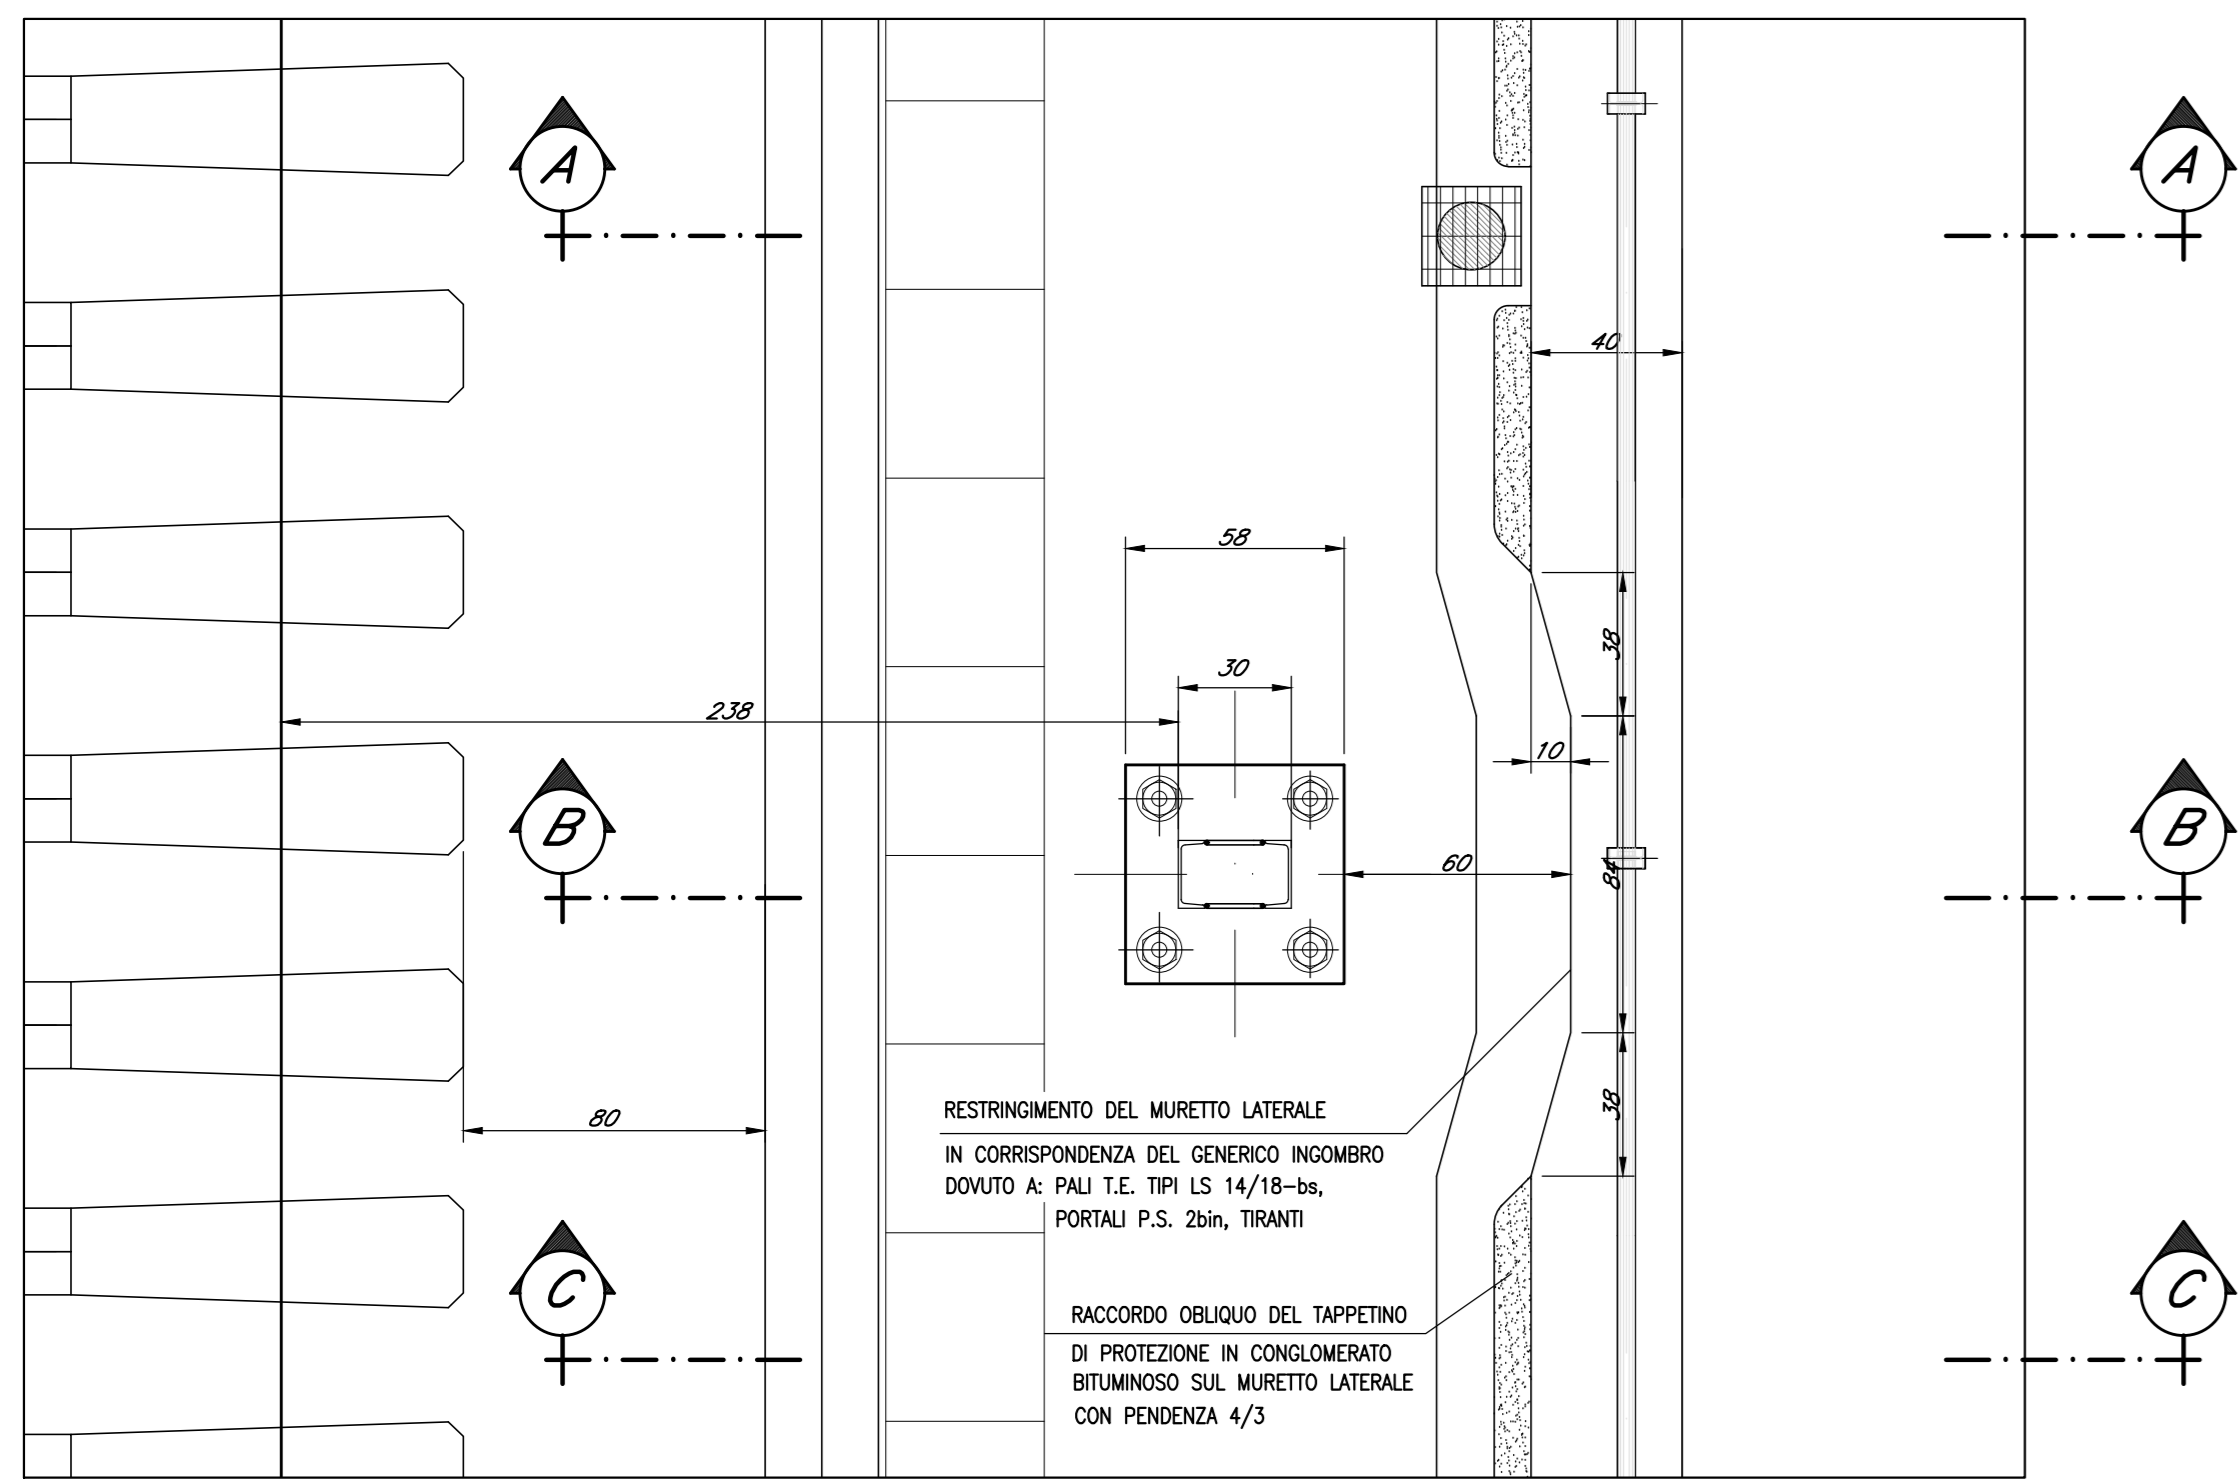 A
A
40
58
38
30
238
10
B
B
60
84
80
38
RESTRINGIMENTO DEL MURETTO LATERALE
IN CORRISPONDENZA DEL GENERICO INGOMBRO
DOVUTO A: PALI T.E. TIPI LS 14/18-bs,
PORTALI P.S. 2bin, TIRANTI
C
C
RACCORDO OBLIQUO DEL TAPPETINO
DI PROTEZIONE IN CONGLOMERATO
BITUMINOSO SUL MURETTO LATERALE
CON PENDENZA 4/3